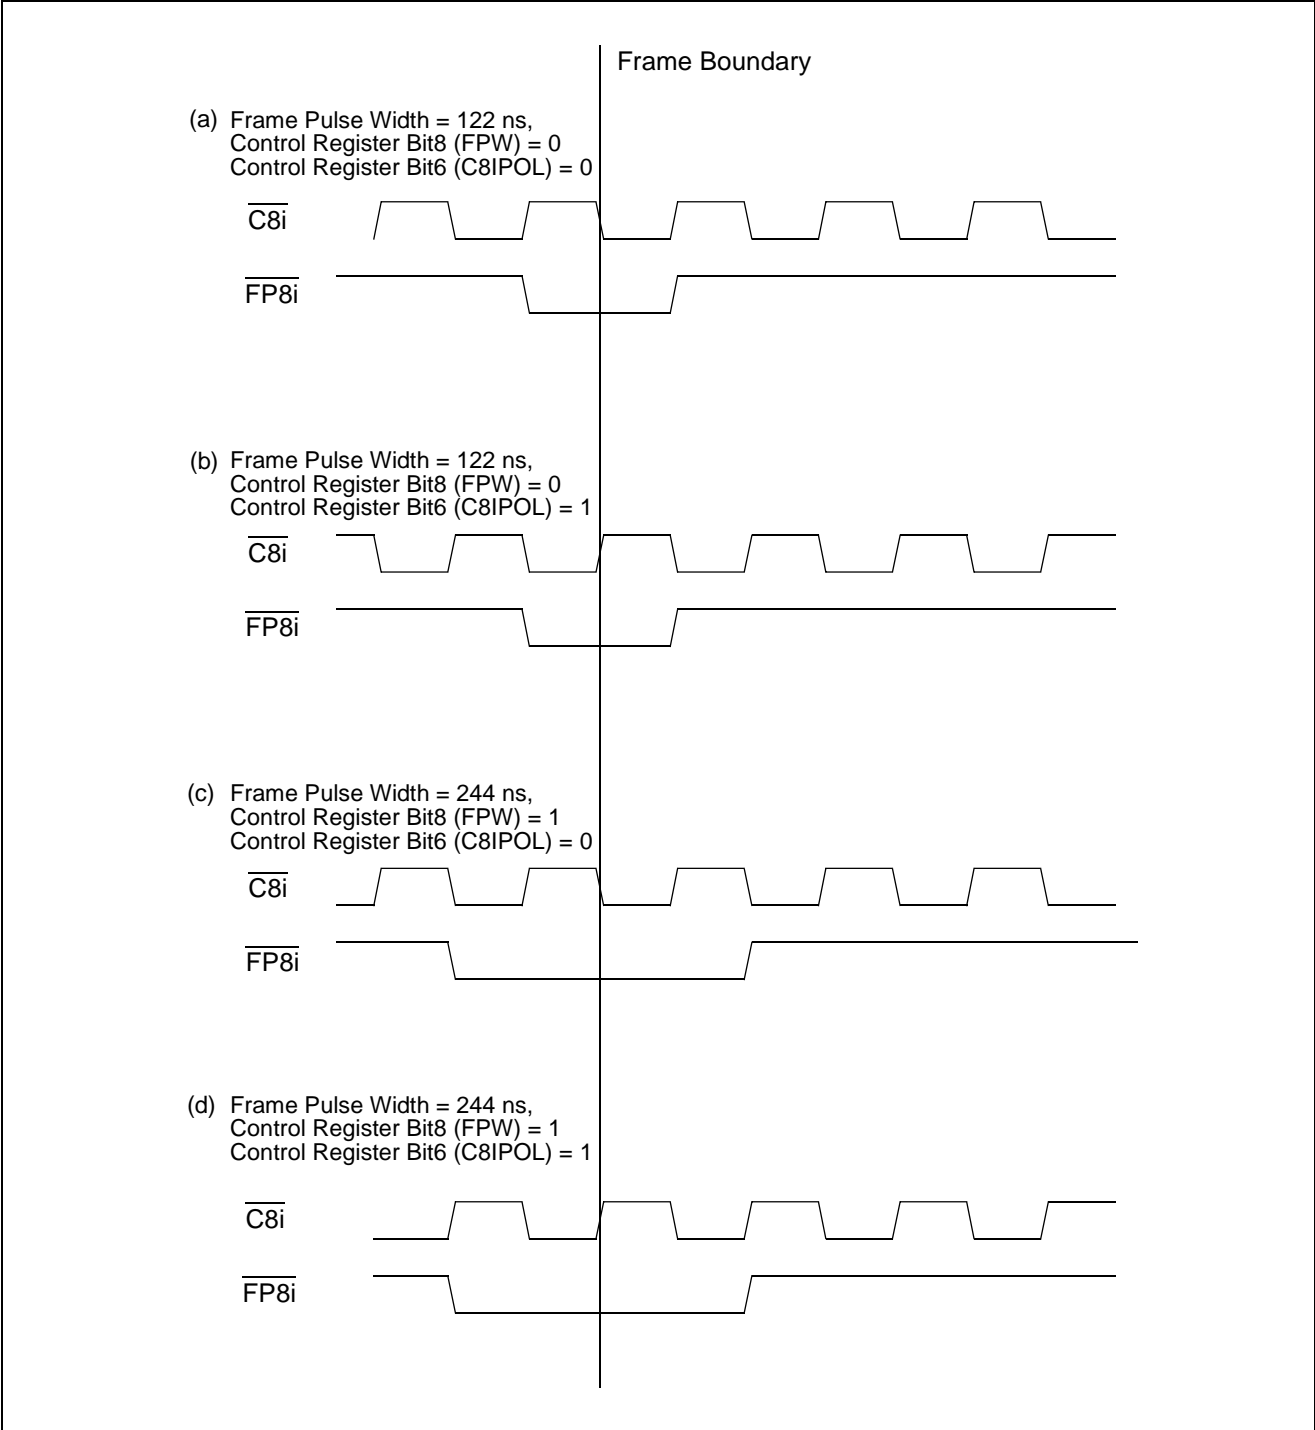 Frame Boundary
(a) Frame Pulse Width = 122 ns,
Control Register Bit8 (FPW) = 0
Control Register Bit6 (C8IPOL) = 0
C8i
FP8i
(b) Frame Pulse Width = 122 ns,
Control Register Bit8 (FPW) = 0
Control Register Bit6 (C8IPOL) = 1
C8i
FP8i
(c) Frame Pulse Width = 244 ns,
Control Register Bit8 (FPW) = 1
Control Register Bit6 (C8IPOL) = 0
C8i
FP8i
(d) Frame Pulse Width = 244 ns,
Control Register Bit8 (FPW) = 1
Control Register Bit6 (C8IPOL) = 1
C8i
FP8i